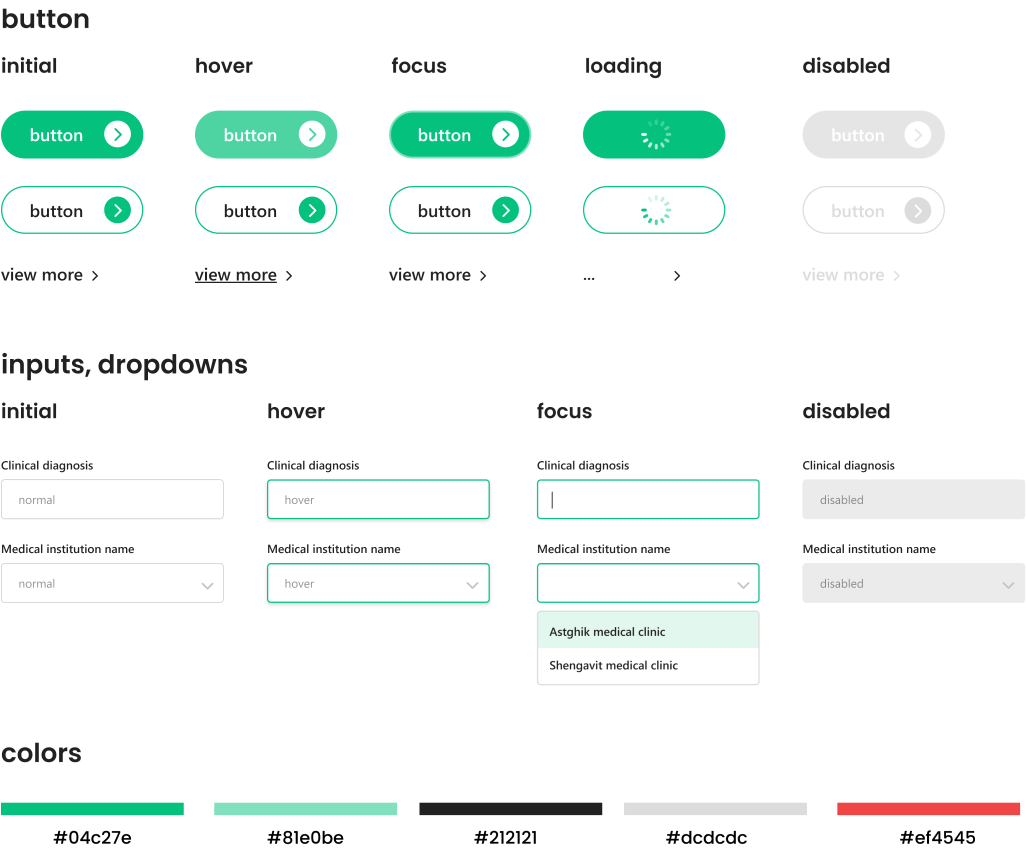 button
initial hover focus loading disabled
button button button button
button button button button
view more view more view more ... view more
inputs, dropdowns
initial hover focus disabled
Clinical diagnosis Clinical diagnosis Clinical diagnosis Clinical diagnosis
normal hover disabled
Medical institution name Medical institution name Medical institution name Medical institution name
normal hover disabled
Astghik medical clinic
Shengavit medical clinic
colors
#04c27e #81e0be #212121 #dcdcdc #ef4545